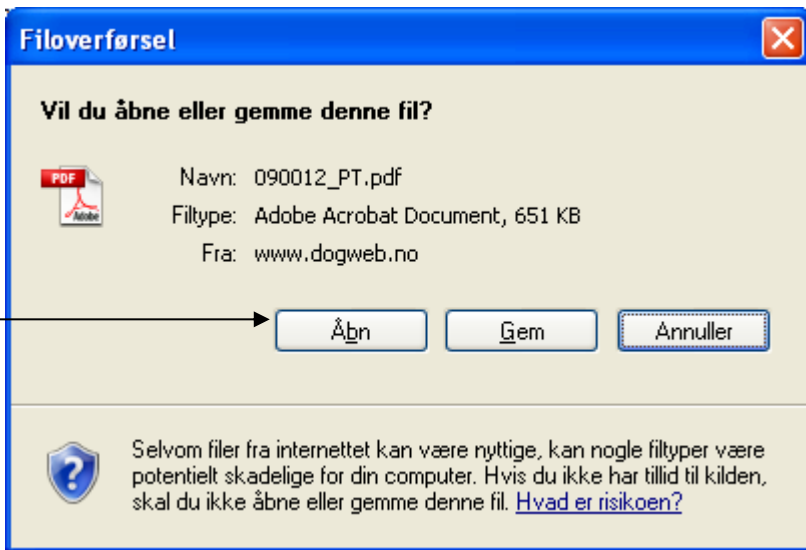 Filoverførsel
Vil du åbne eller gemme denne fil?
PDF
Adobe
Navn: 090012_PT.pdf
Filtype: Adobe Acrobat Document, 651 KB
Fra: www.dogweb.no
Åbn Gem Annuller
Selvom filer fra internettet kan være nyttige, kan nogle filtyper være
potentielt skadelige for din computer. Hvis du ikke har tillid til kilden,
skal du ikke åbne eller gemme denne fil. Hvad er risikoen?